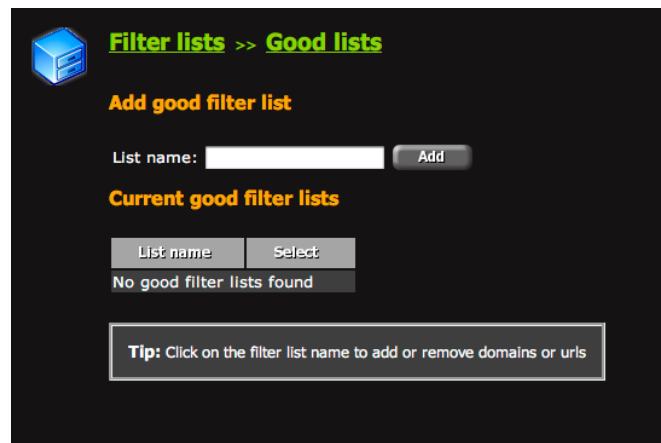 Filter lists >> Good lists
Add good filter list
List name: Add
Current good filter lists
List name Select
No good filter lists found
Tip: Click on the filter list name to add or remove domains or urls